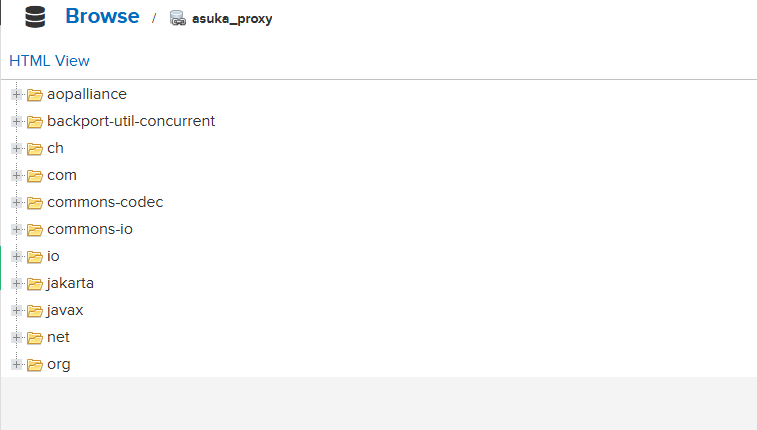 Browse / asuka_proxy
HTML View
aopalliance
backport-util-concurrent
ch
com
commons-codec
commons-io
io
jakarta
javax
net
org